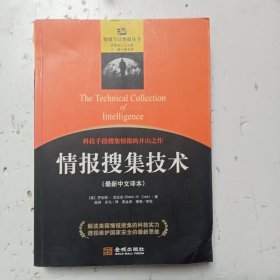 情报与反情报丛书
The Technical Collection
of
Intelligence
科技手段搜集情报的开山之作
情报搜集技术
（最新中文译本）
解读美国情报搜集的科技实力
透视维护国家安全的最新思维
金城出版社